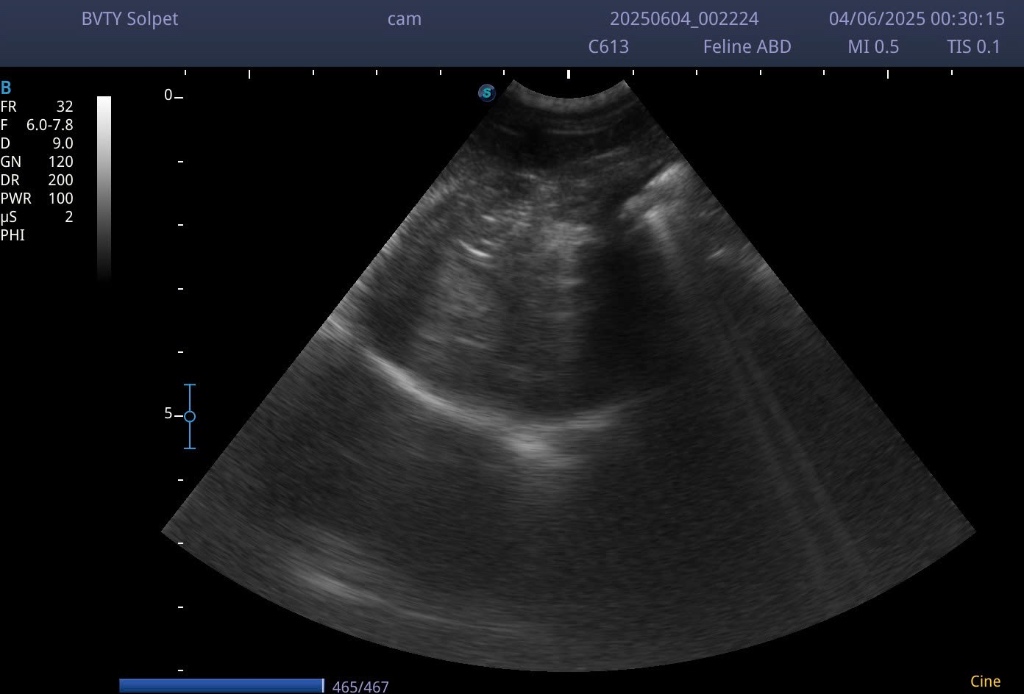 BVTY Solpet cam 20250604_002224 04/06/2025 00:30:15
C613 Feline ABD MI 0.5 TIS 0.1
B
FR 32
F 6.0-7.8
D 9.0
GN 120
DR 200
PWR 100
µS 2
PHI
S
0
5
465/467
Cine